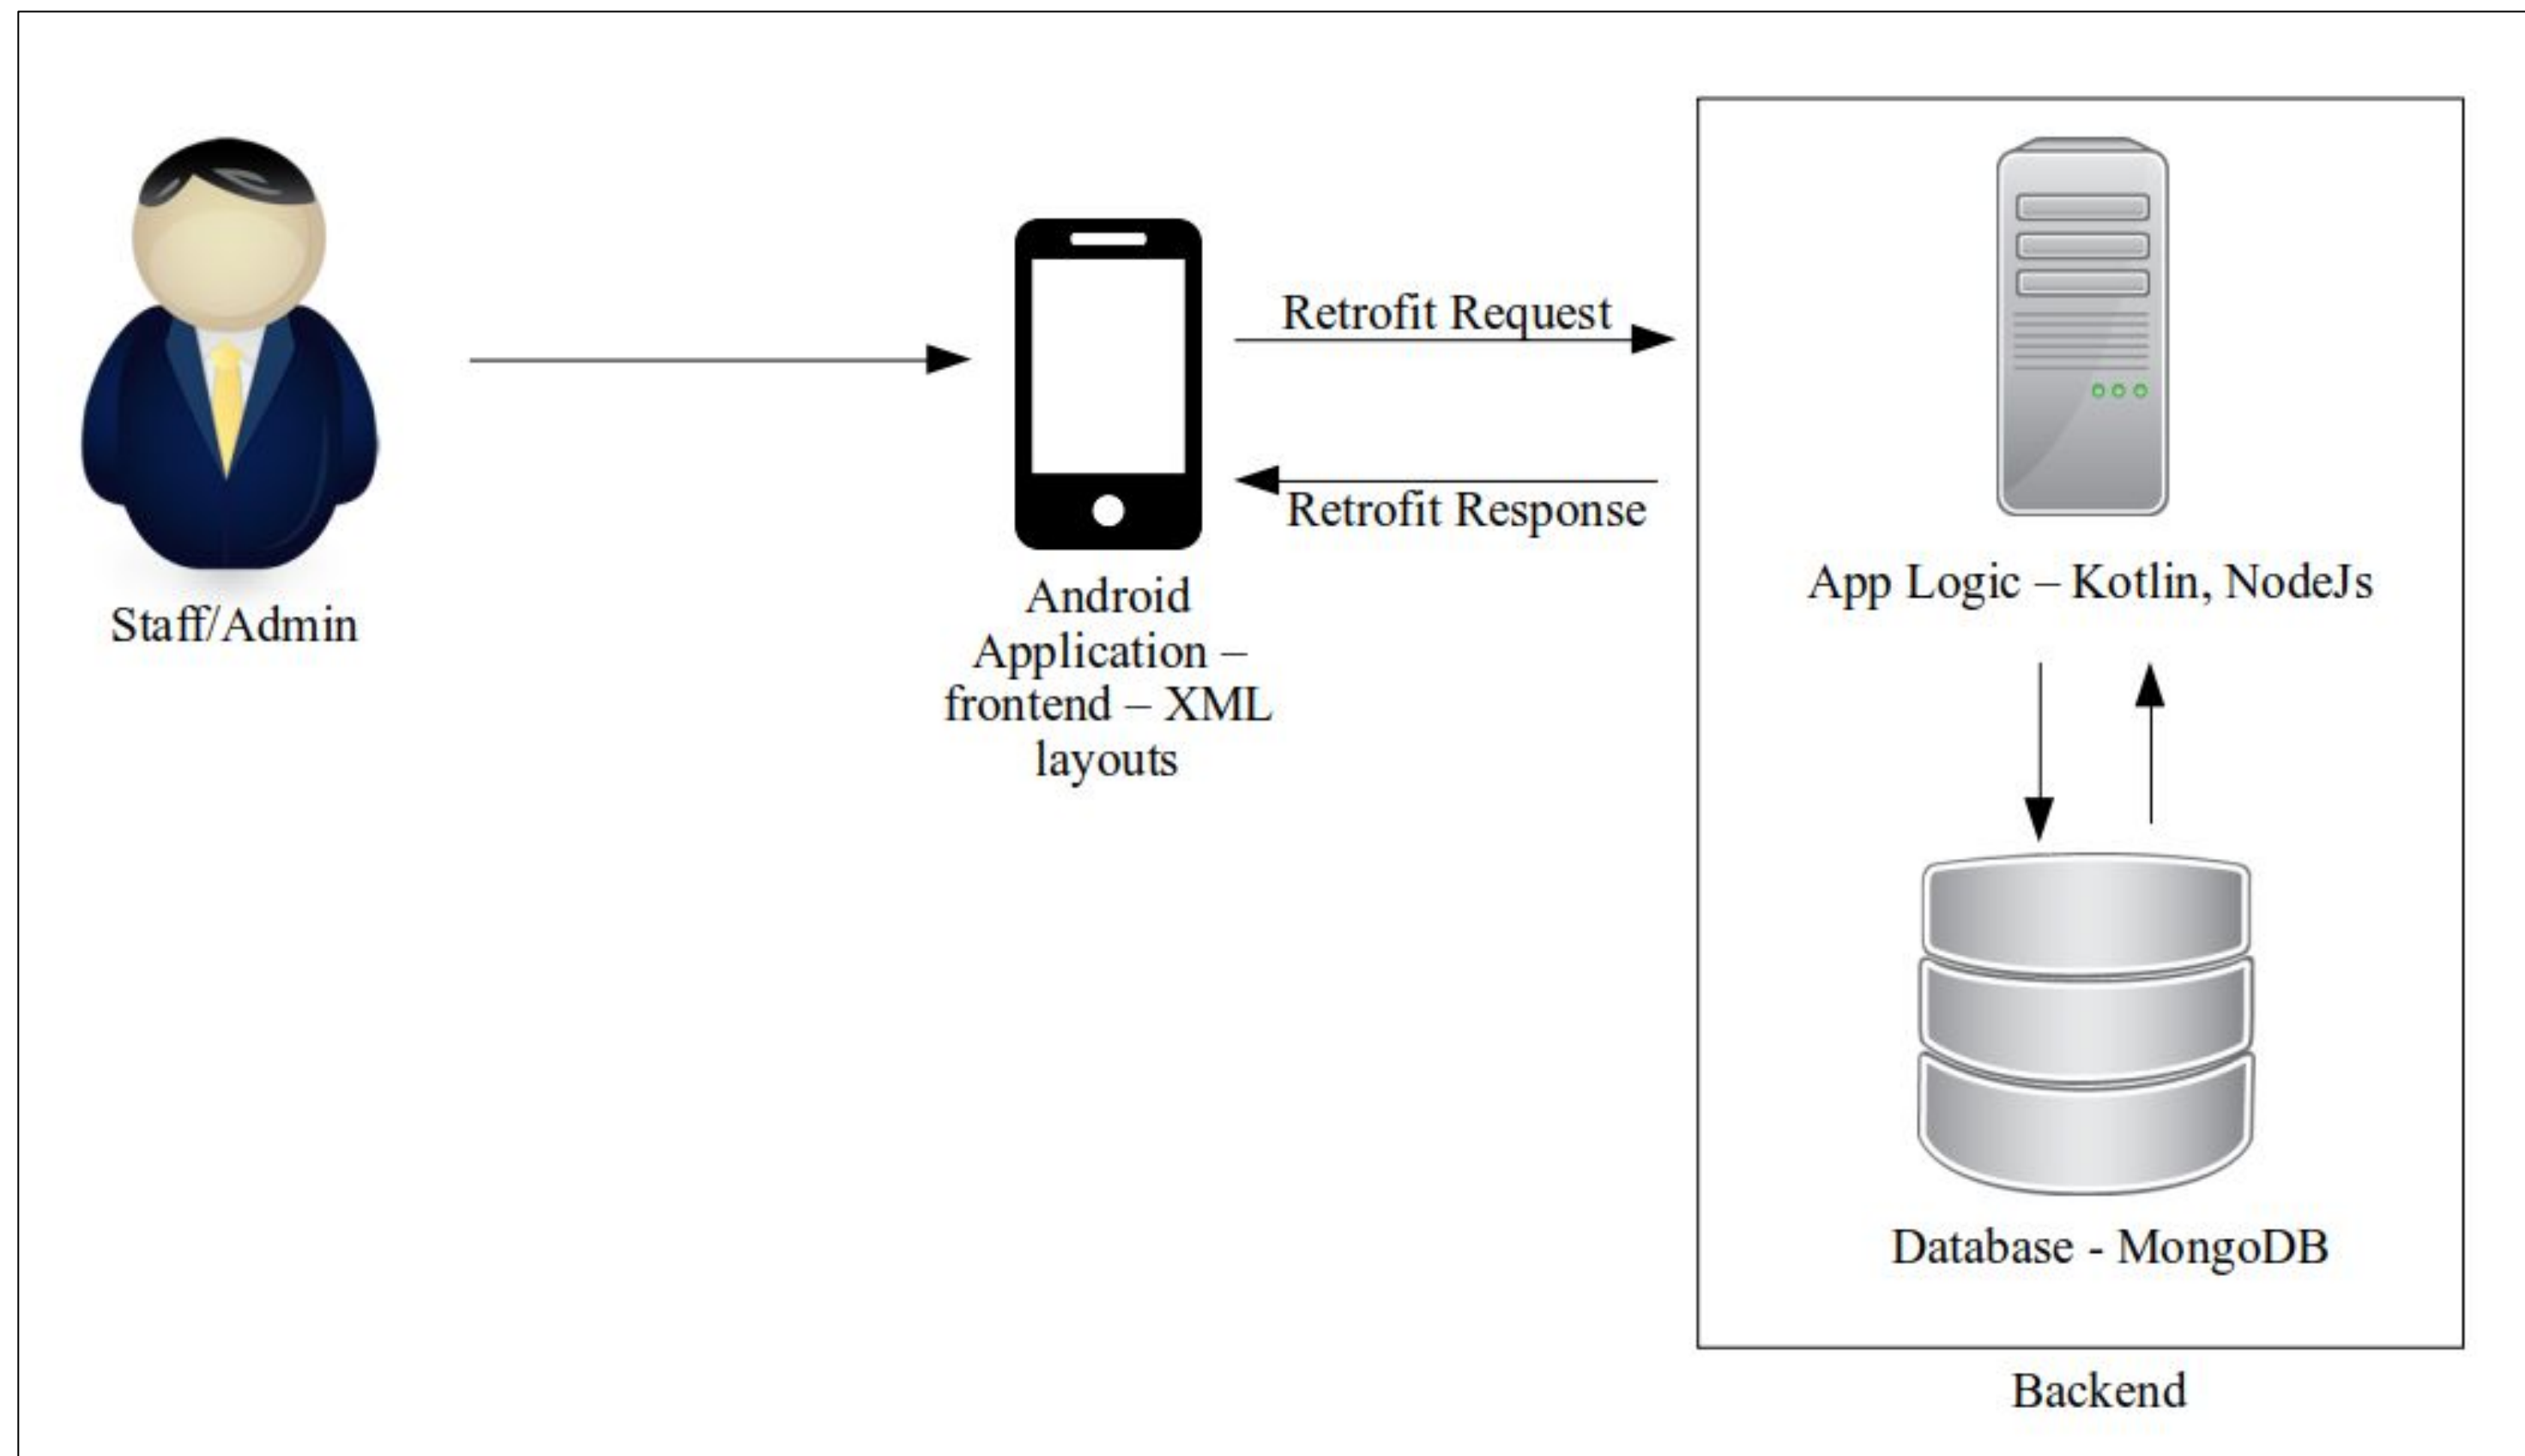 Retrofit Request
Retrofit Response
Staff/Admin
Android
Application –
frontend – XML
layouts
App Logic – Kotlin, NodeJs
Database - MongoDB
Backend